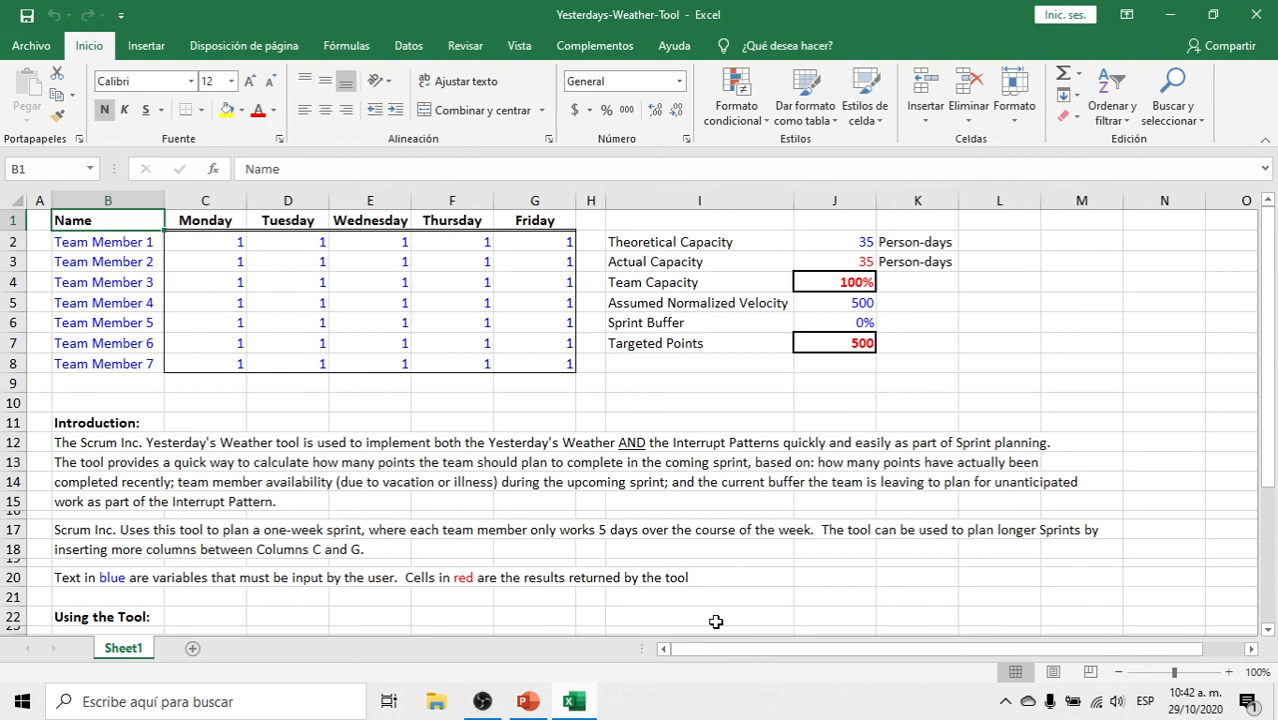 Yesterdays-Weather-Tool - Excel
Inic. ses.
Archivo Inicio Insertar Disposición de página Fórmulas Datos Revisar Vista Complementos Ayuda ¿Qué desea hacer? Compartir
Pegar
Calibri 12
N K S
Ajustar texto
Combinar y centrar
General
$ % 000
Formato condicional
Dar formato como tabla
Estilos de celda
Insertar
Eliminar
Formato
Ordenar y filtrar
Buscar y seleccionar
Portapapeles Fuente Alineación Número Estilos Celdas Edición
B1 fx Name
A B C D E F G H I J K L M N O
1 Name Monday Tuesday Wednesday Thursday Friday
2 Team Member 1 1 1 1 1 1 Theoretical Capacity 35 Person-days
3 Team Member 2 1 1 1 1 1 Actual Capacity 35 Person-days
4 Team Member 3 1 1 1 1 1 Team Capacity 100%
5 Team Member 4 1 1 1 1 1 Assumed Normalized Velocity 500
6 Team Member 5 1 1 1 1 1 Sprint Buffer 0%
7 Team Member 6 1 1 1 1 1 Targeted Points 500
8 Team Member 7 1 1 1 1 1
9
10
11 Introduction:
12 The Scrum Inc. Yesterday's Weather tool is used to implement both the Yesterday's Weather AND the Interrupt Patterns quickly and easily as part of Sprint planning.
13 The tool provides a quick way to calculate how many points the team should plan to complete in the coming sprint, based on: how many points have actually been
14 completed recently; team member availability (due to vacation or illness) during the upcoming sprint; and the current buffer the team is leaving to plan for unanticipated
15 work as part of the Interrupt Pattern.
17 Scrum Inc. Uses this tool to plan a one-week sprint, where each team member only works 5 days over the course of the week. The tool can be used to plan longer Sprints by
18 inserting more columns between Columns C and G.
20 Text in blue are variables that must be input by the user. Cells in red are the results returned by the tool
21
22 Using the Tool:
Sheet1
100%
Escribe aquí para buscar
ESP
10:42 a. m.
29/10/2020
1